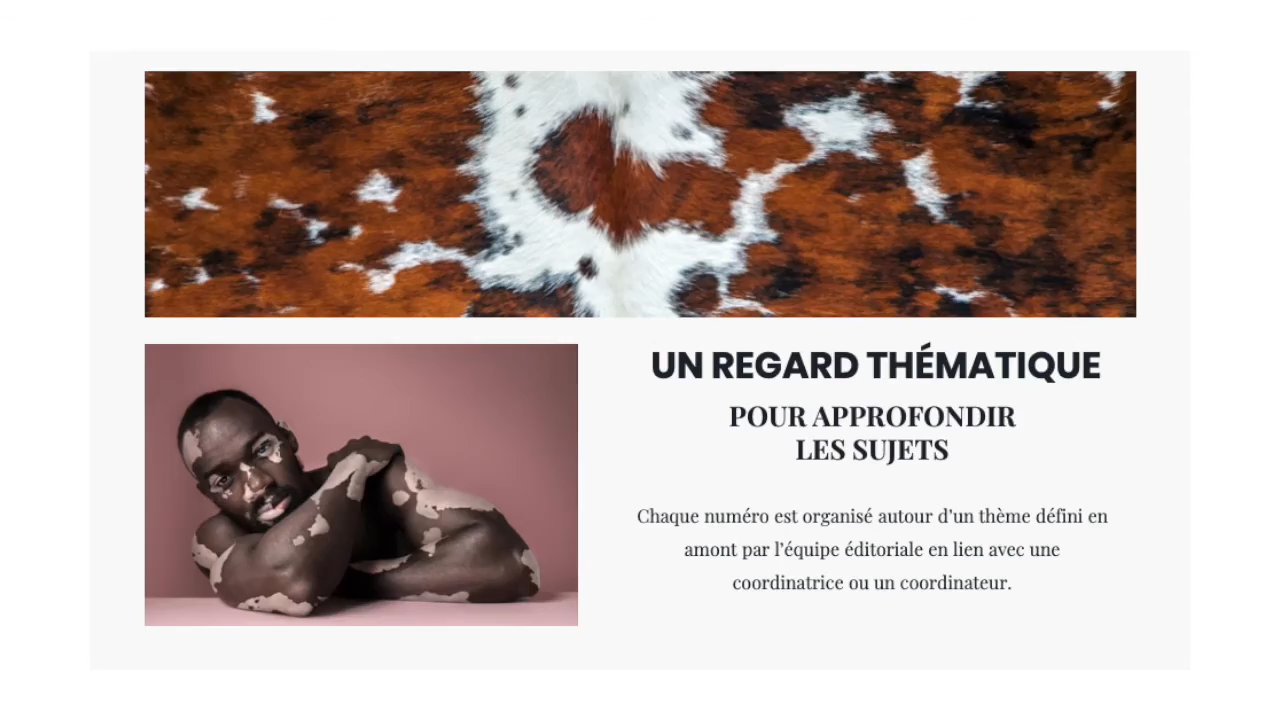 UN REGARD THÉMATIQUE
POUR APPROFONDIR
LES SUJETS
Chaque numéro est organisé autour d’un thème défini en
amont par l’équipe éditoriale en lien avec une
coordinatrice ou un coordinateur.